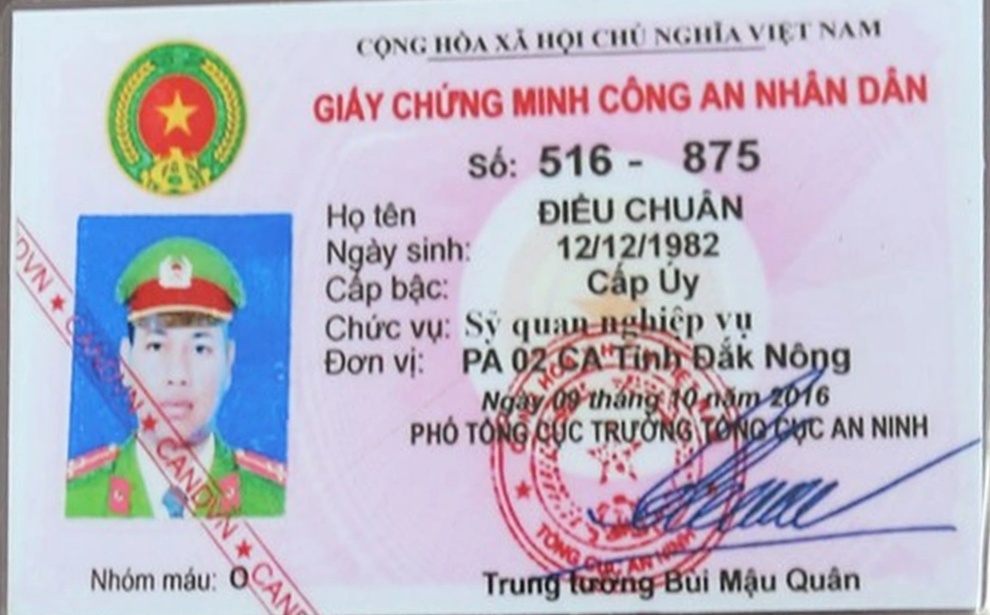 CỘNG HÒA XÃ HỘI CHỦ NGHĨA VIỆT NAM
GIẤY CHỨNG MINH CÔNG AN NHÂN DÂN
Số: 516 - 875
Họ tên ĐIỂU CHUÂN
Ngày sinh: 12/12/1982
Cấp bậc: Cấp Úy
Chức vụ: Sỹ quan nghiệp vụ
Đơn vị: PA 02 CA Tỉnh Đắk Nông
Ngày 09 tháng 10 năm 2016
PHÓ TỔNG CỤC TRƯỞNG TỔNG CỤC AN NINH
TỔNG CỤC AN NINH
Trung tướng Bùi Mậu Quân
Nhóm máu: O
CANDVN ★ CANDVN ★ CANDVN